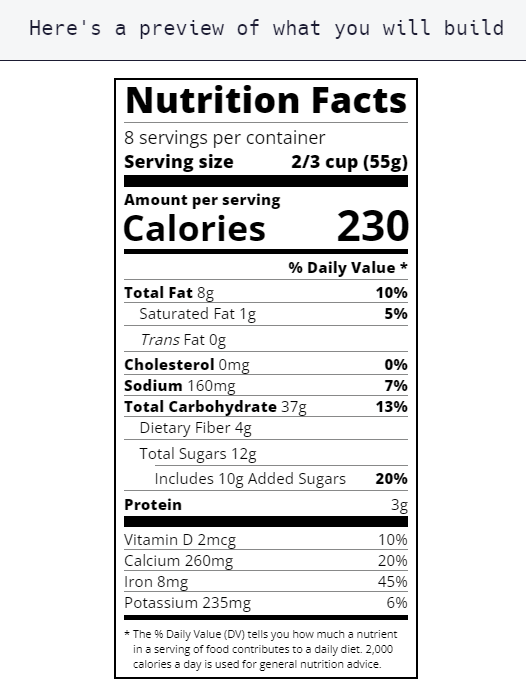 Here's a preview of what you will build
Nutrition Facts
8 servings per container
Serving size 2/3 cup (55g)
Amount per serving
Calories 230
% Daily Value *
Total Fat 8g 10%
Saturated Fat 1g 5%
Trans Fat 0g
Cholesterol 0mg 0%
Sodium 160mg 7%
Total Carbohydrate 37g 13%
Dietary Fiber 4g
Total Sugars 12g
Includes 10g Added Sugars 20%
Protein 3g
Vitamin D 2mcg 10%
Calcium 260mg 20%
Iron 8mg 45%
Potassium 235mg 6%
* The % Daily Value (DV) tells you how much a nutrient
in a serving of food contributes to a daily diet. 2,000
calories a day is used for general nutrition advice.